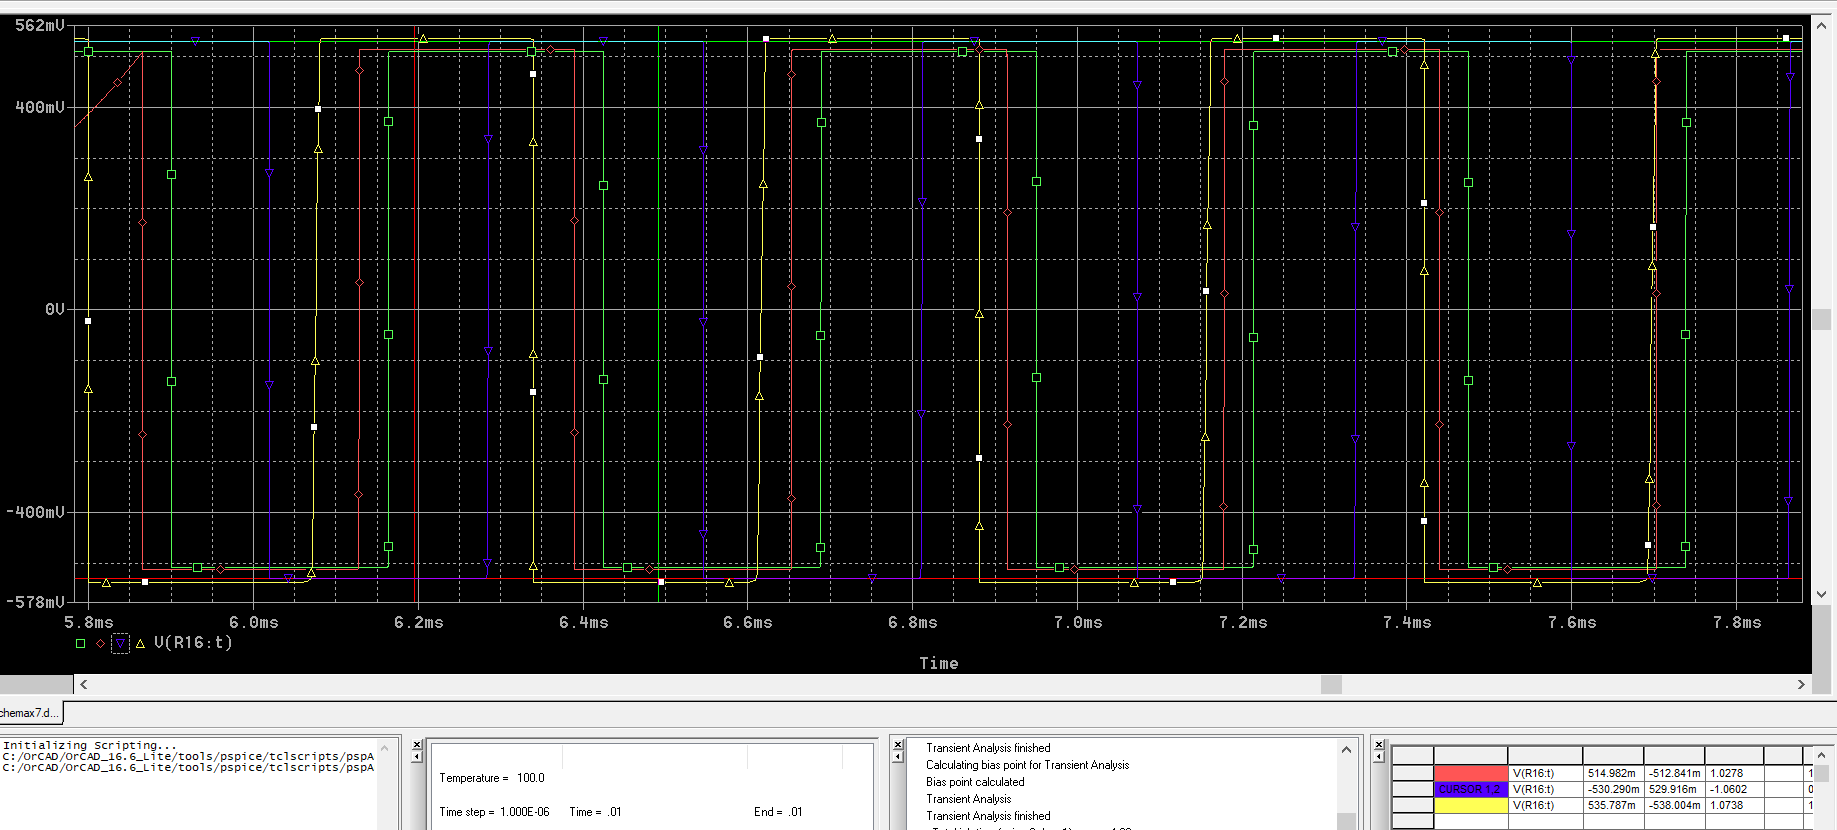 562mV
400mV
0V
-400mV
-578mV
5.8ms 6.0ms 6.2ms 6.4ms 6.6ms 6.8ms 7.0ms 7.2ms 7.4ms 7.6ms 7.8ms
V(R16:t)
Time
chemax7.d...
Initializing Scripting...
C:/OrCAD/OrCAD_16.6_Lite/tools/pspice/tclscripts/pspA
C:/OrCAD/OrCAD_16.6_Lite/tools/pspice/tclscripts/pspA
Temperature = 100.0
Time step = 1.000E-06 Time = .01 End = .01
Transient Analysis finished
Calculating bias point for Transient Analysis
Bias point calculated
Transient Analysis
Transient Analysis finished
V(R16:t) 514.982m -512.841m 1.0278 1
CURSOR 1,2 V(R16:t) -530.290m 529.916m -1.0602 0
V(R16:t) 535.787m -538.004m 1.0738 1